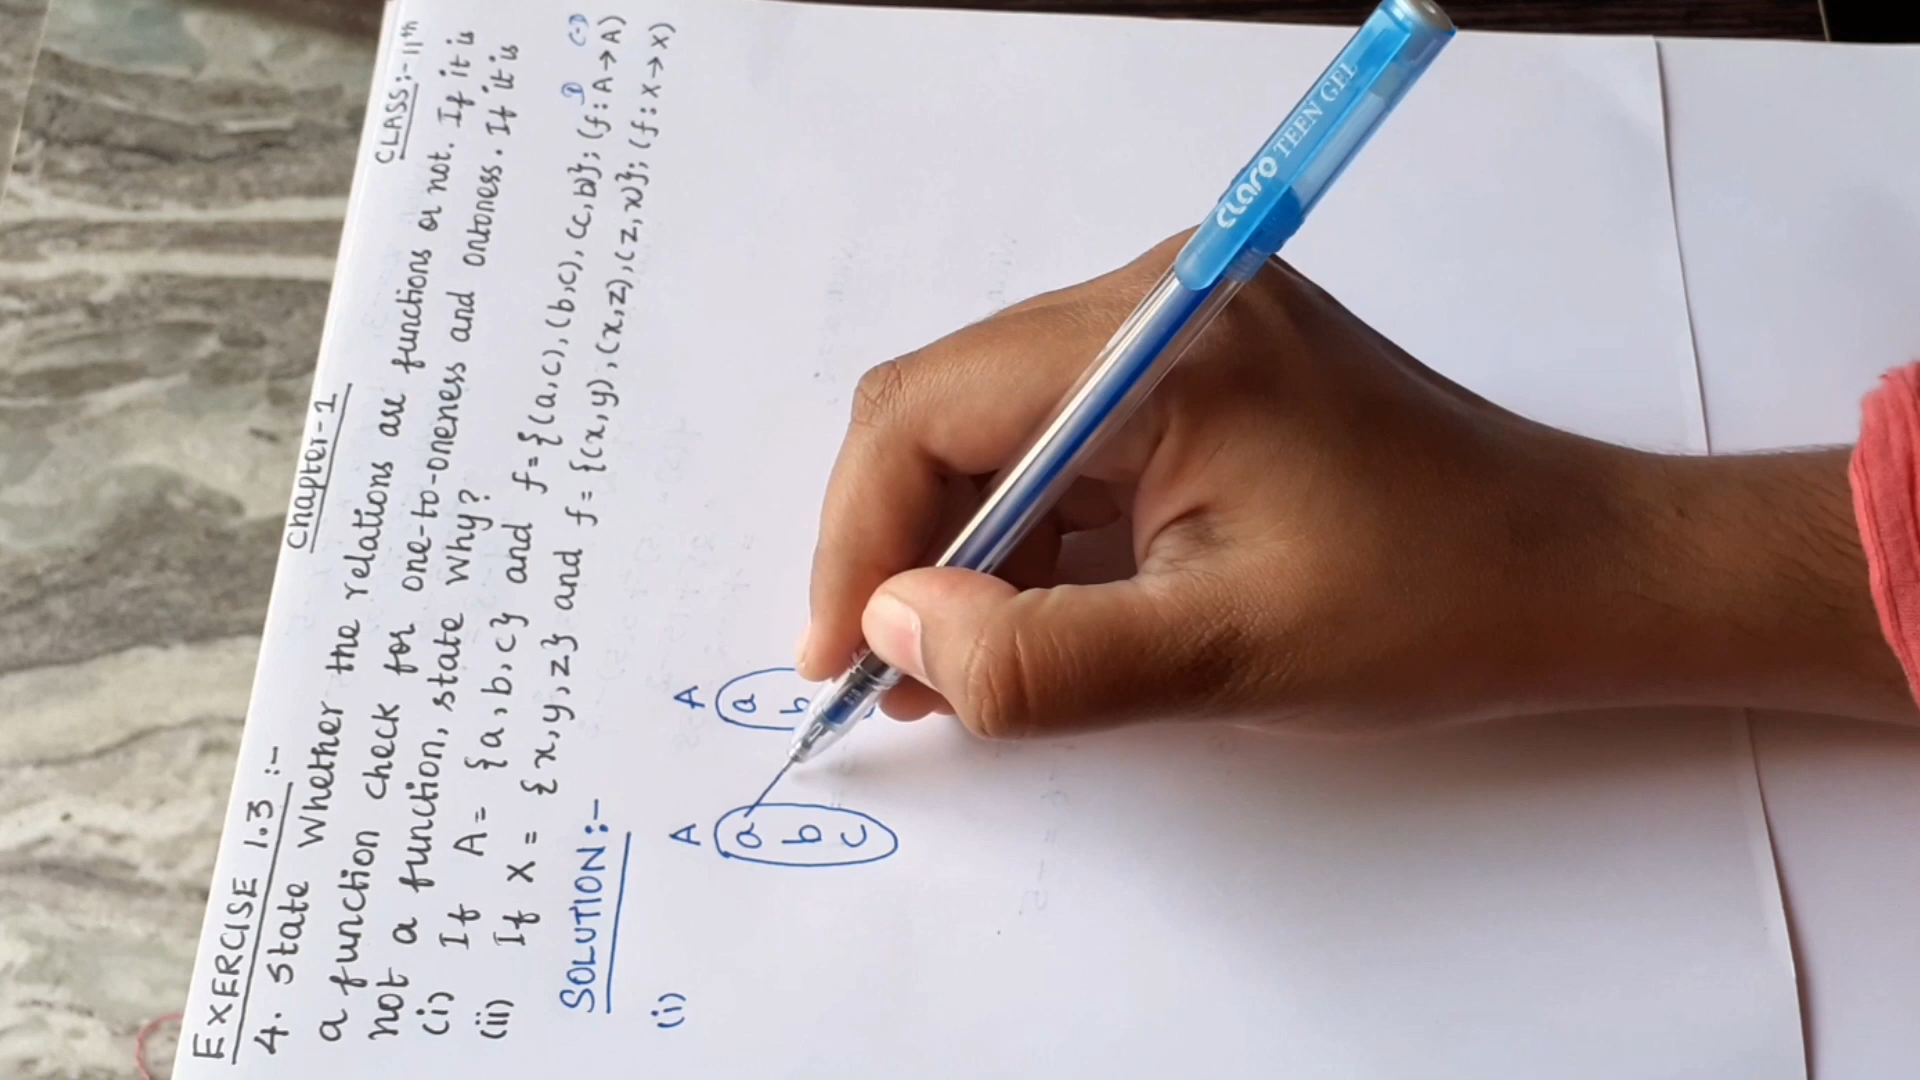 CLASS:-11th
Chapter-1
EXERCISE 1.3 :-
4. State whether the relations are functions or not. If it is
a function check for one-to-oneness and ontoness. If it is
not a function, state why?
(i) If A= {a,b,c} and f={(a,c),(b,c),(c,b)}; (f:A→A)
D C-D
(ii) If X = {x,y,z} and f = {(x,y),(x,z),(z,x)}; (f:X→X)
SOLUTION:-
(i)
A A
a a
b b
c
CLARO TEEN GEL